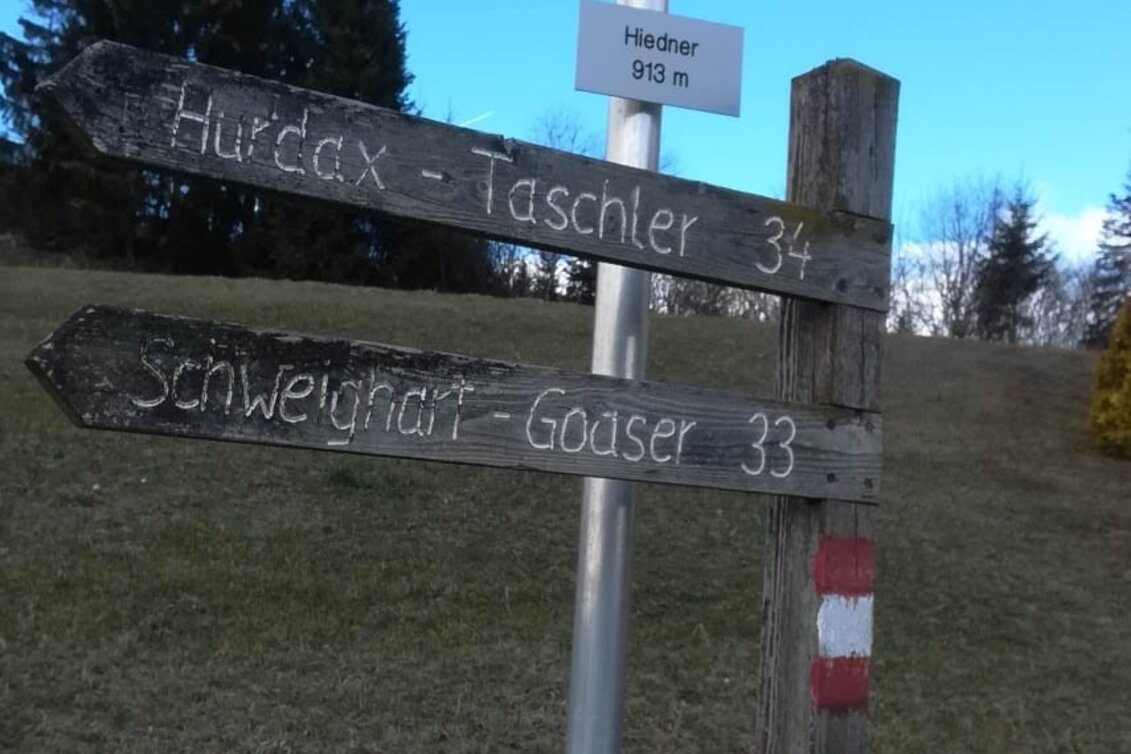 Hiedner
913 m
Hurdax - Taschler 34
Schweighart - Goaser 33